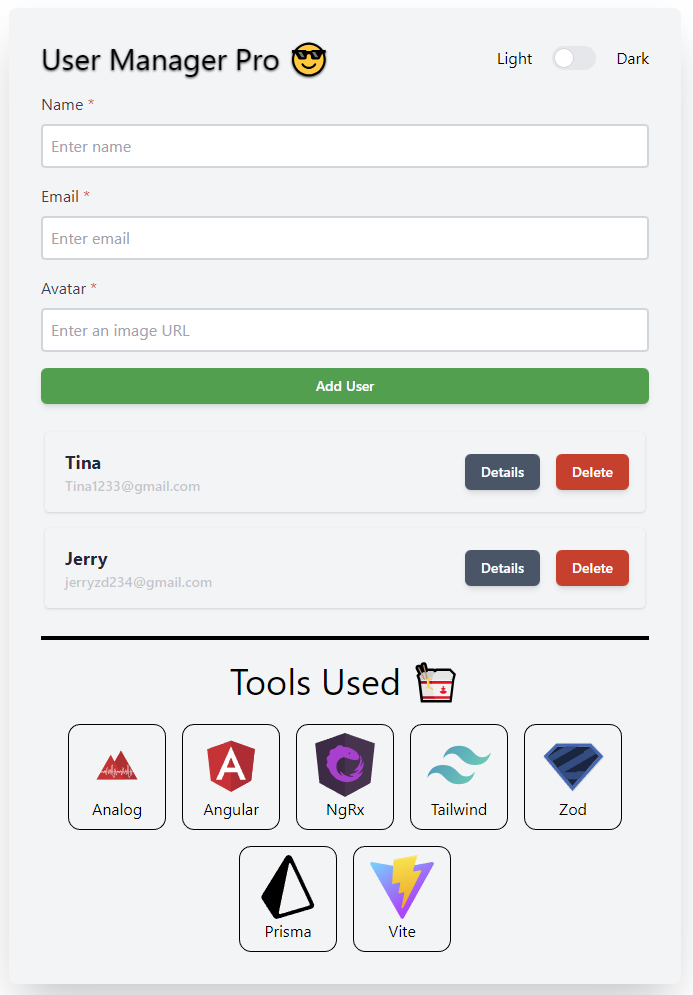 User Manager Pro 😎 Light Dark
Name *
Enter name
Email *
Enter email
Avatar *
Enter an image URL
Add User
Tina
Tina1233@gmail.com
Details Delete
Jerry
jerryzd234@gmail.com
Details Delete
Tools Used 🥡
Analog Angular NgRx Tailwind Zod
Prisma Vite